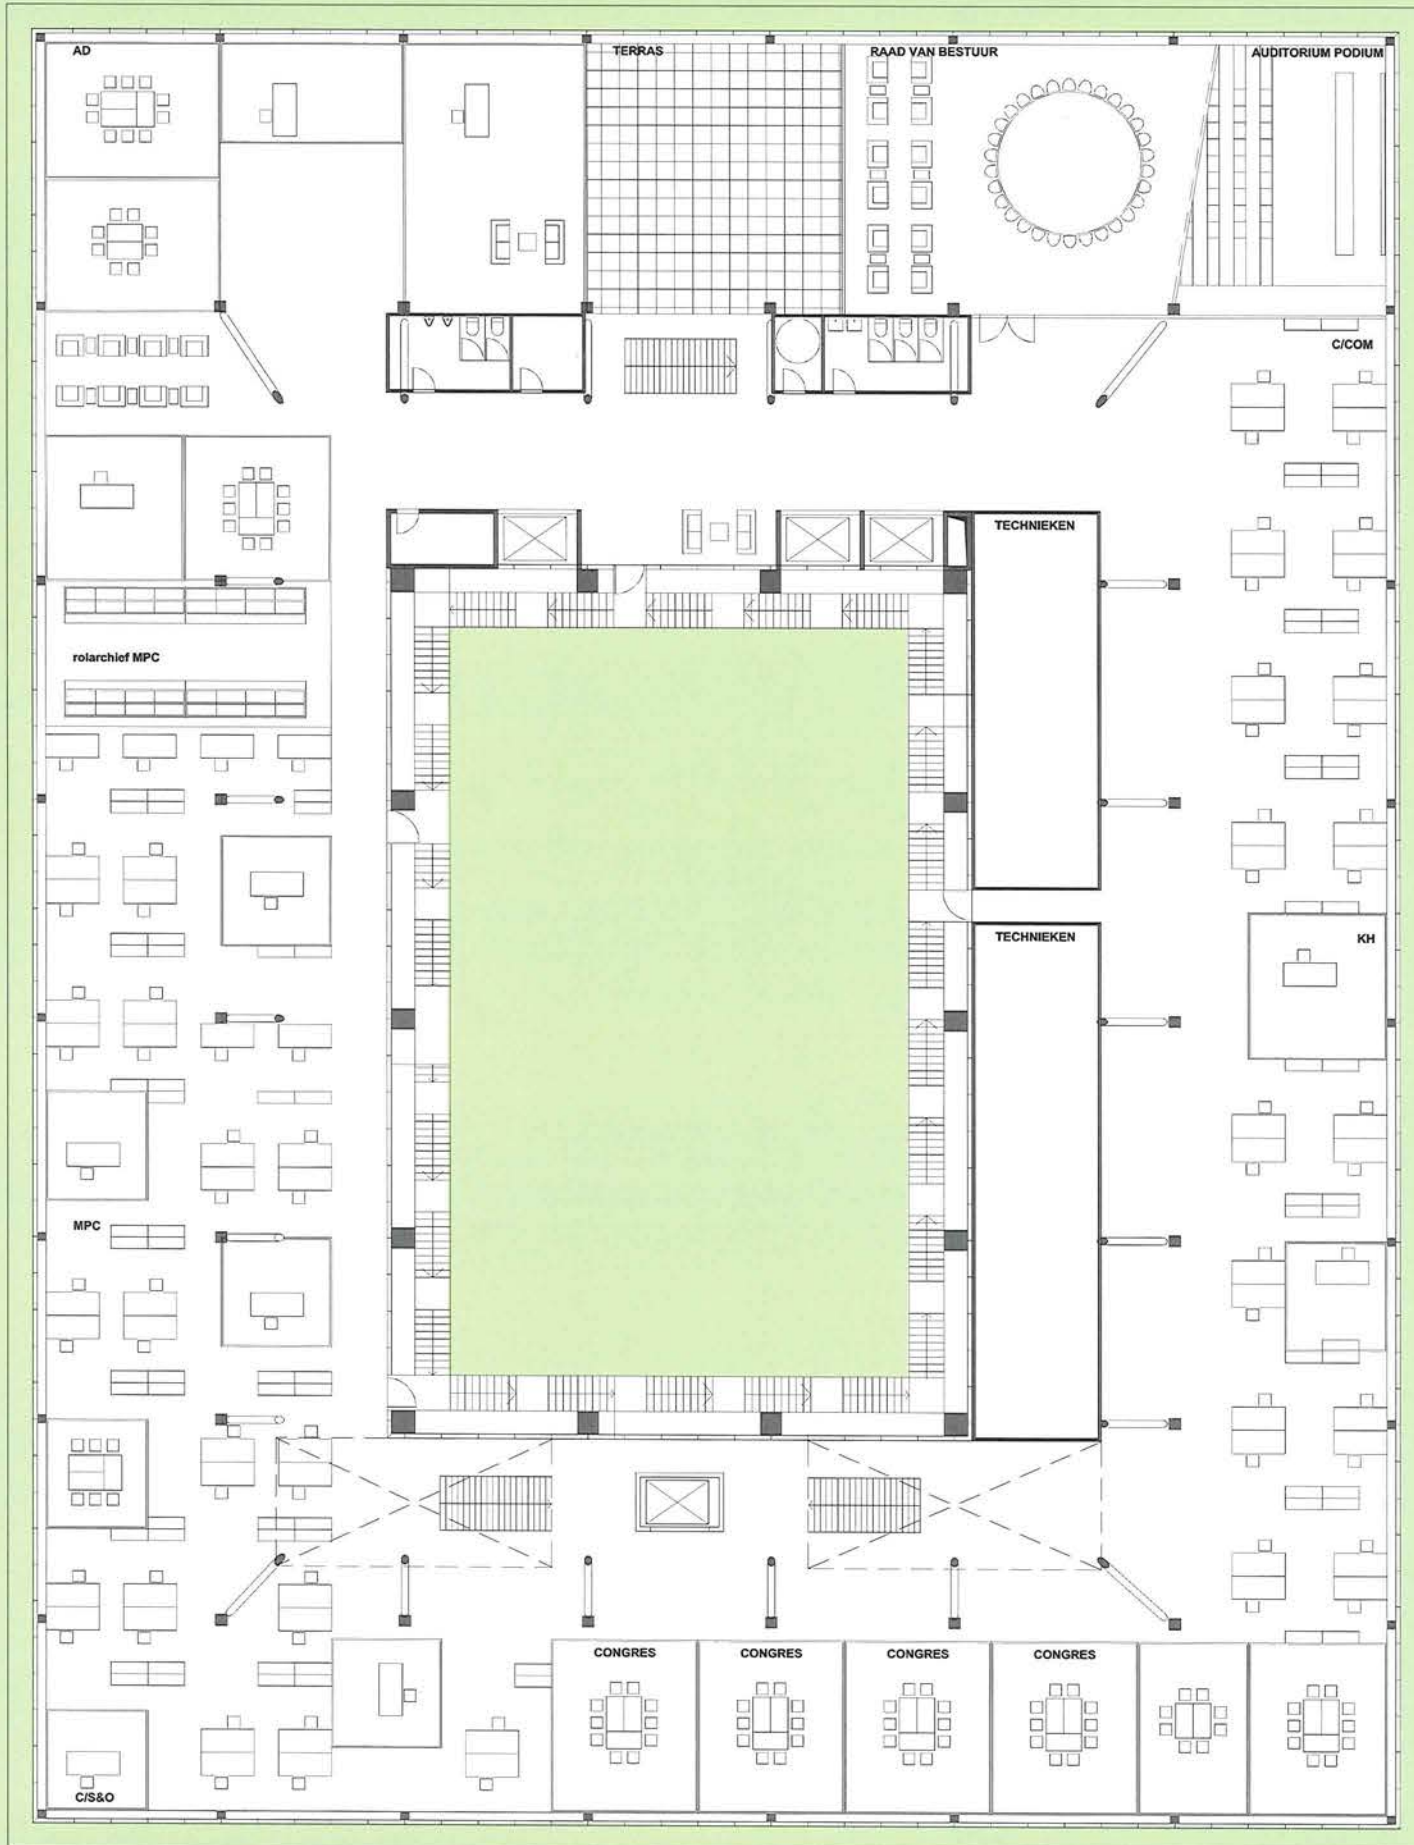 AD
TERRAS
RAAD VAN BESTUUR
AUDITORIUM PODIUM
C/COM
TECHNIEKEN
rolarchief MPC
TECHNIEKEN
KH
MPC
CONGRES
CONGRES
CONGRES
CONGRES
C/S&O